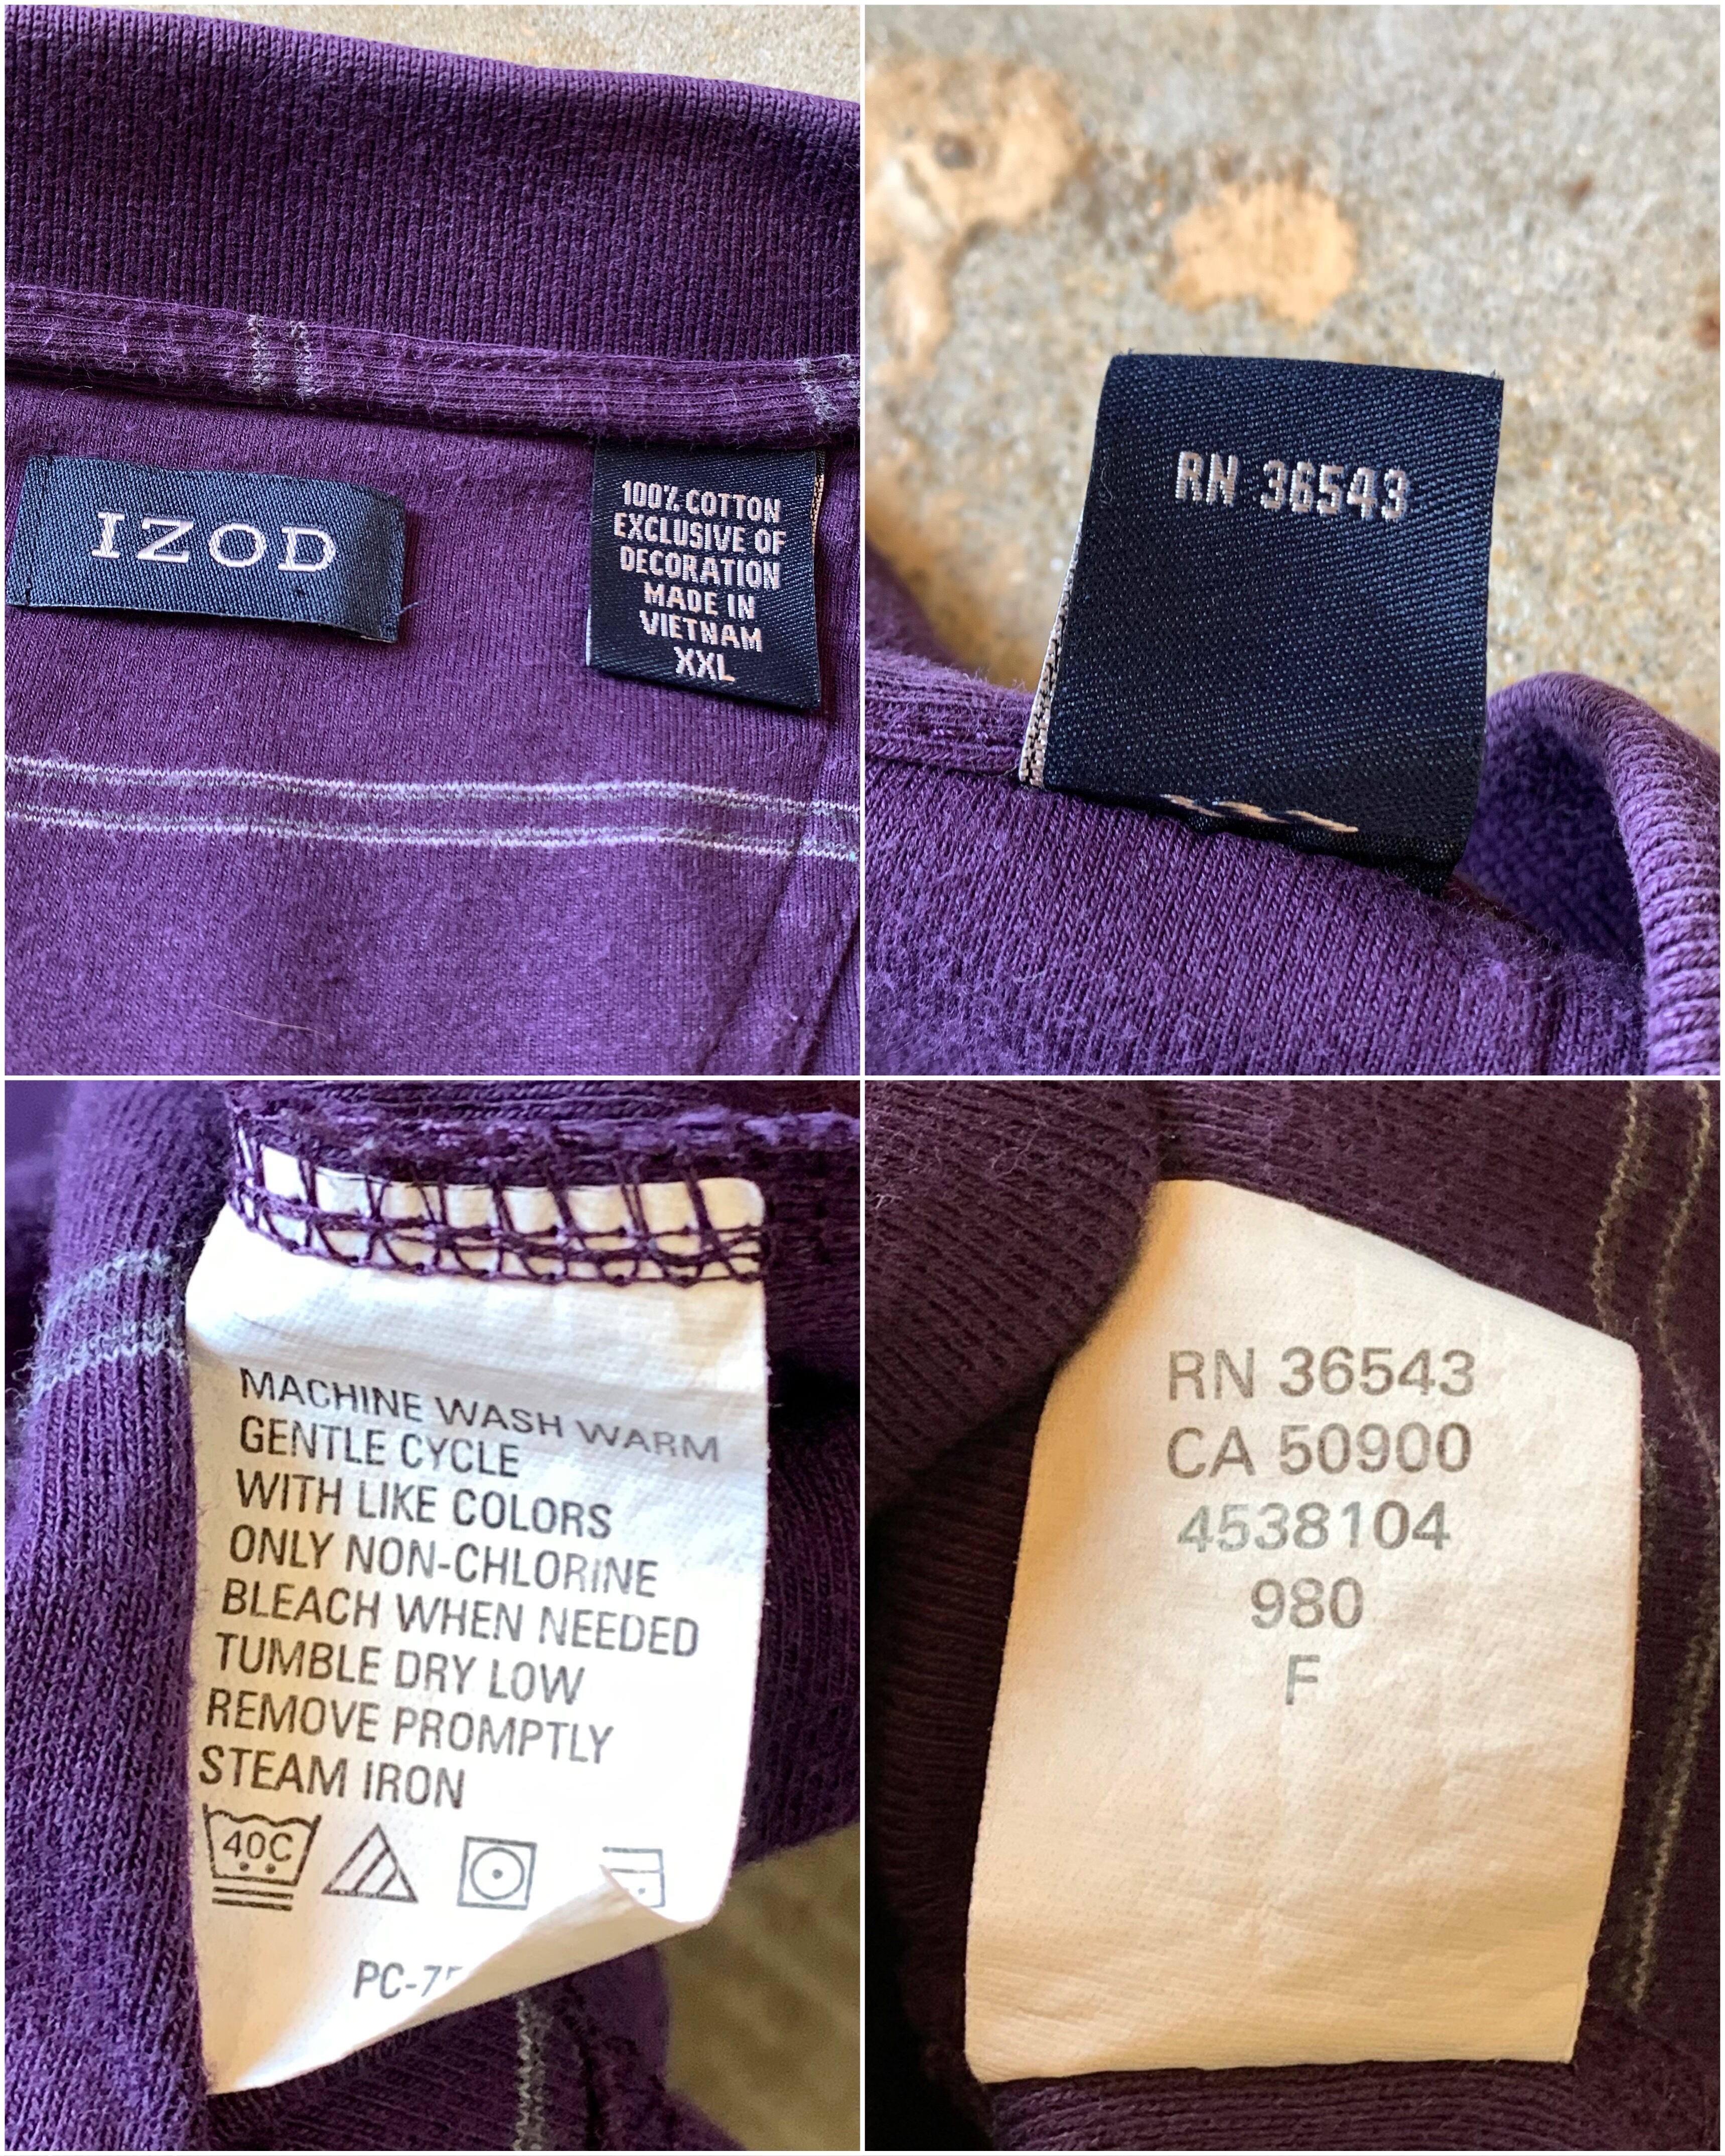 IZOD
100% COTTON
EXCLUSIVE OF
DECORATION
MADE IN
VIETNAM
XXL
RN 36543
MACHINE WASH WARM
GENTLE CYCLE
WITH LIKE COLORS
ONLY NON-CHLORINE
BLEACH WHEN NEEDED
TUMBLE DRY LOW
REMOVE PROMPTLY
STEAM IRON
40C
RN 36543
CA 50900
4538104
980
F